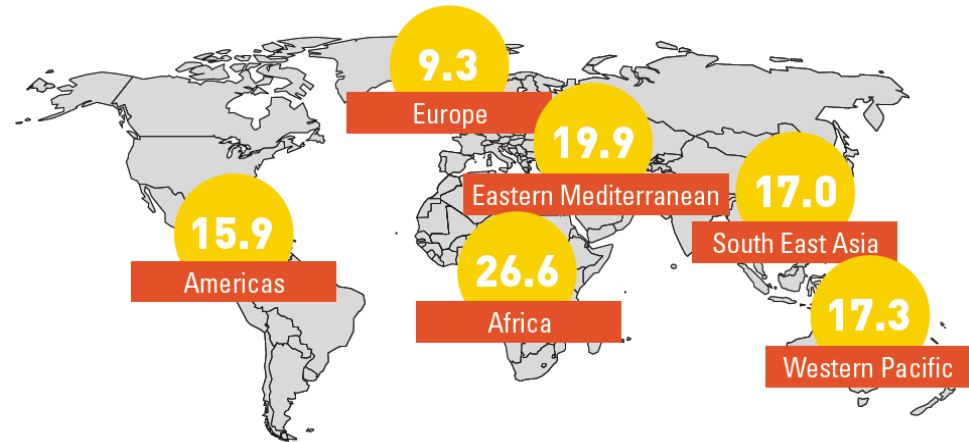 9.3
Europe
19.9
Eastern Mediterranean
17.0
South East Asia
15.9
Americas
26.6
Africa
17.3
Western Pacific